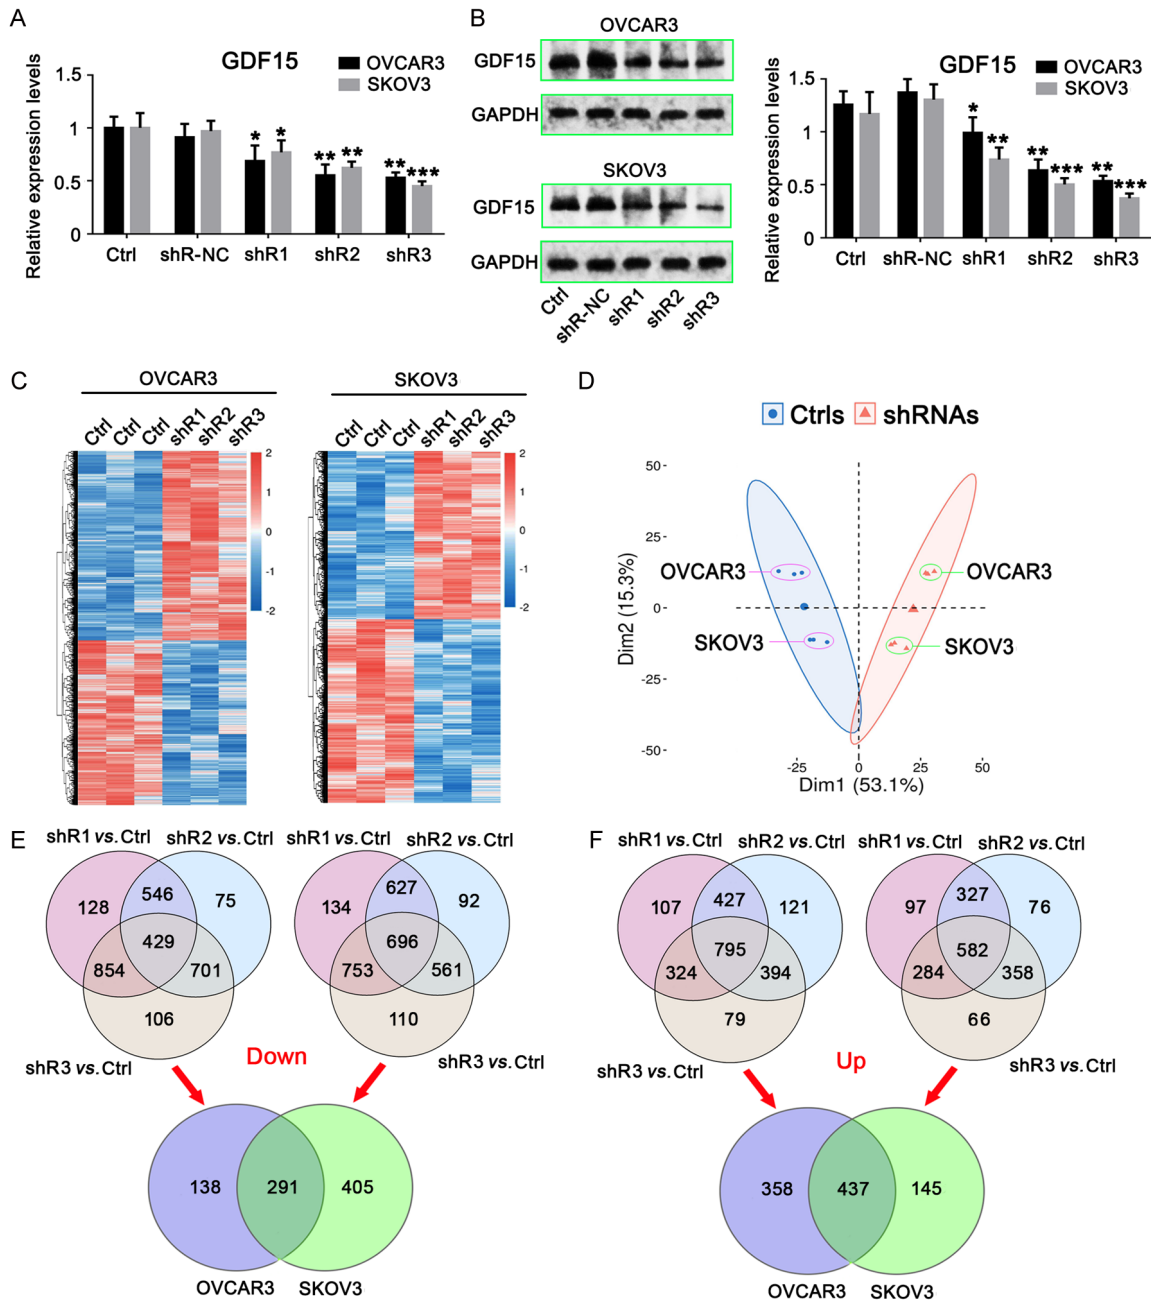 A
GDF15
OVCAR3
SKOV3
Relative expression levels
1.5
1
0.5
0
* *
** **
** ***
Ctrl shR-NC shR1 shR2 shR3
B
OVCAR3
GDF15
GAPDH
SKOV3
GDF15
GAPDH
Ctrl shR-NC shR1 shR2 shR3
GDF15
OVCAR3
SKOV3
Relative expression levels
1.5
1
0.5
0
* **
** ***
** ***
Ctrl shR-NC shR1 shR2 shR3
C
OVCAR3
Ctrl Ctrl Ctrl shR1 shR2 shR3
2
1
0
-1
-2
SKOV3
Ctrl Ctrl Ctrl shR1 shR2 shR3
2
1
0
-1
-2
D
Ctrls shRNAs
50
25
0
-25
-50
Dim2 (15.3%)
OVCAR3 OVCAR3
SKOV3 SKOV3
-25 0 25 50
Dim1 (53.1%)
E
shR1 vs. Ctrl shR2 vs. Ctrl
128 546 75
429
854 701
106
shR3 vs. Ctrl
shR1 vs. Ctrl shR2 vs. Ctrl
134 627 92
696
753 561
110
shR3 vs. Ctrl
Down
138 291 405
OVCAR3 SKOV3
F
shR1 vs. Ctrl shR2 vs. Ctrl
107 427 121
795
324 394
79
shR3 vs. Ctrl
shR1 vs. Ctrl shR2 vs. Ctrl
97 327 76
582
284 358
66
shR3 vs. Ctrl
Up
358 437 145
OVCAR3 SKOV3